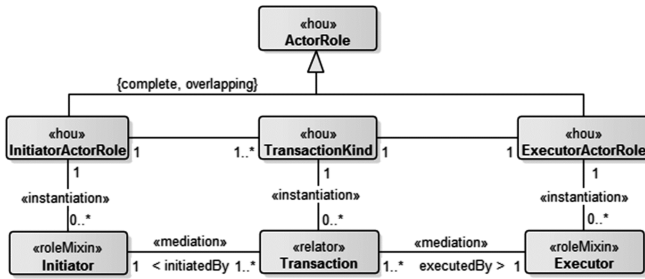 «hou»
ActorRole
{complete, overlapping}
«hou»
InitiatorActorRole
1
1..*
«hou»
TransactionKind
1
1
«hou»
ExecutorActorRole
1
1
1
«instantiation»
«instantiation»
«instantiation»
0..*
0..*
0..*
«roleMixin»
Initiator
1
«mediation»
< initiatedBy
1..*
«relator»
Transaction
1..*
«mediation»
executedBy >
1
«roleMixin»
Executor